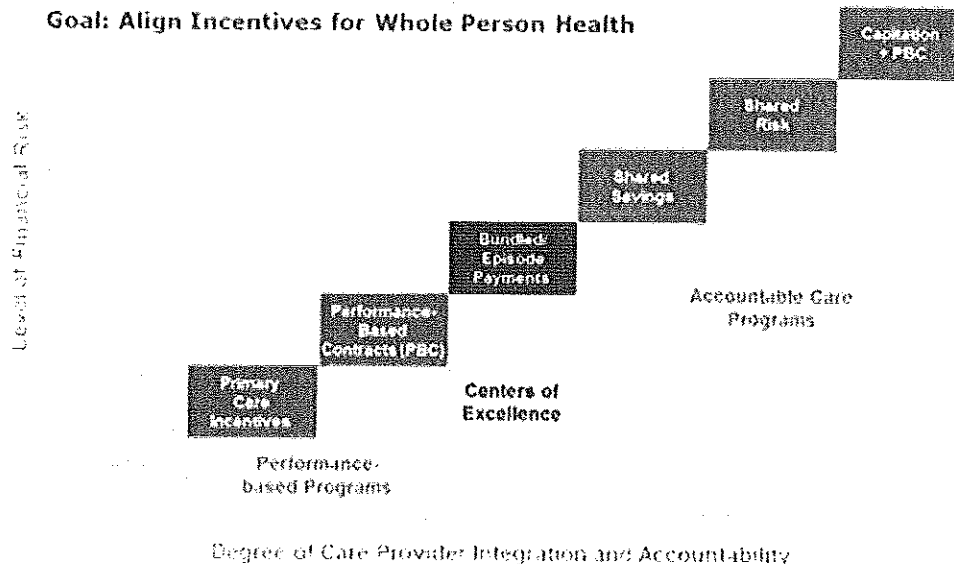 Goal: Align Incentives for Whole Person Health
Capitation
+ PBC
Shared
Risk
Shared
Savings
Bundled/
Episode
Payments
Performance-
Based
Contracts (PBC)
Primary
Care
Incentives
Level of Financial Risk
Accountable Care
Programs
Centers of
Excellence
Performance-
based Programs
Degree of Care Provider Integration and Accountability